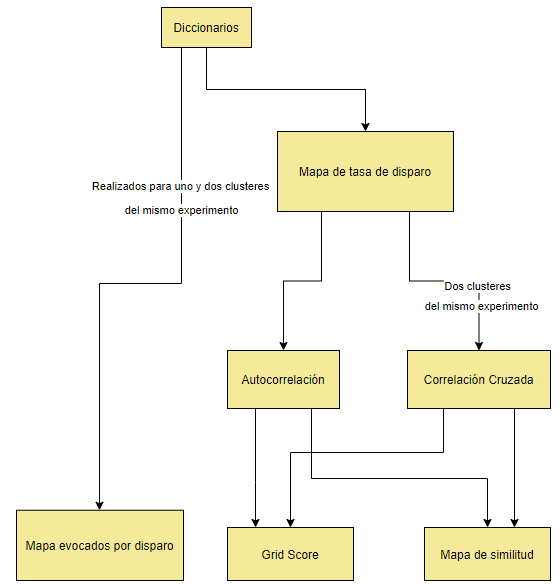 Diccionarios
Mapa de tasa de disparo
Realizados para uno y dos clusteres
del mismo experimento
Dos clusteres
del mismo experimento
Autocorrelación
Correlación Cruzada
Mapa evocados por disparo
Grid Score
Mapa de similitud